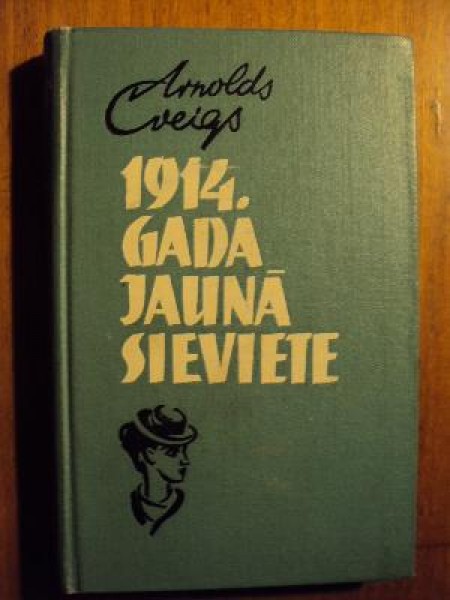 Arnolds
Cveigs
1914.
GADA
JAUNĀ
SIEVIETE